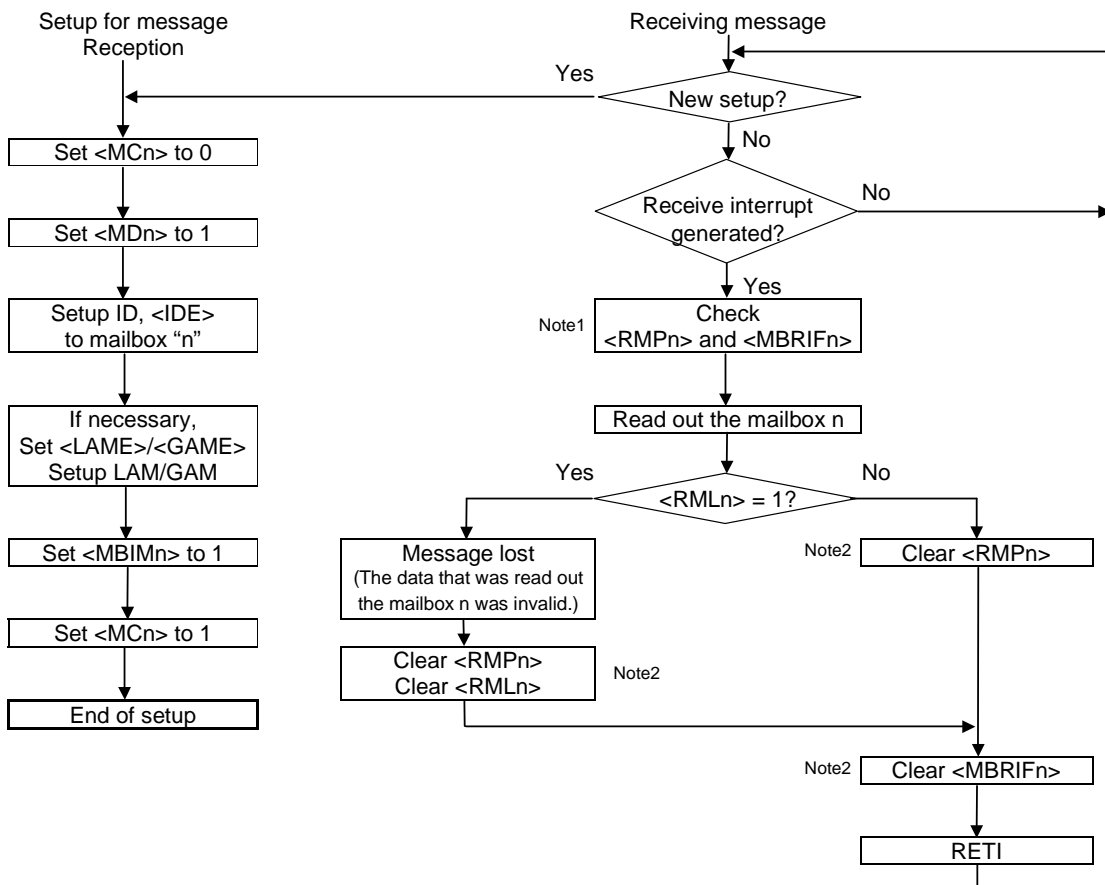 Setup for message
Reception
Set <MCn> to 0
Set <MDn> to 1
Setup ID, <IDE>
to mailbox “n”
If necessary,
Set <LAME>/<GAME>
Setup LAM/GAM
Set <MBIMn> to 1
Set <MCn> to 1
End of setup
Receiving message
Yes
New setup?
No
Receive interrupt
generated?
No
Yes
Note1
Check
<RMPn> and <MBRIFn>
Read out the mailbox n
Yes
<RMLn> = 1?
No
Message lost
(The data that was read out
the mailbox n was invalid.)
Clear <RMPn>
Clear <RMLn>
Note2
Note2
Clear <RMPn>
Note2
Clear <MBRIFn>
RETI